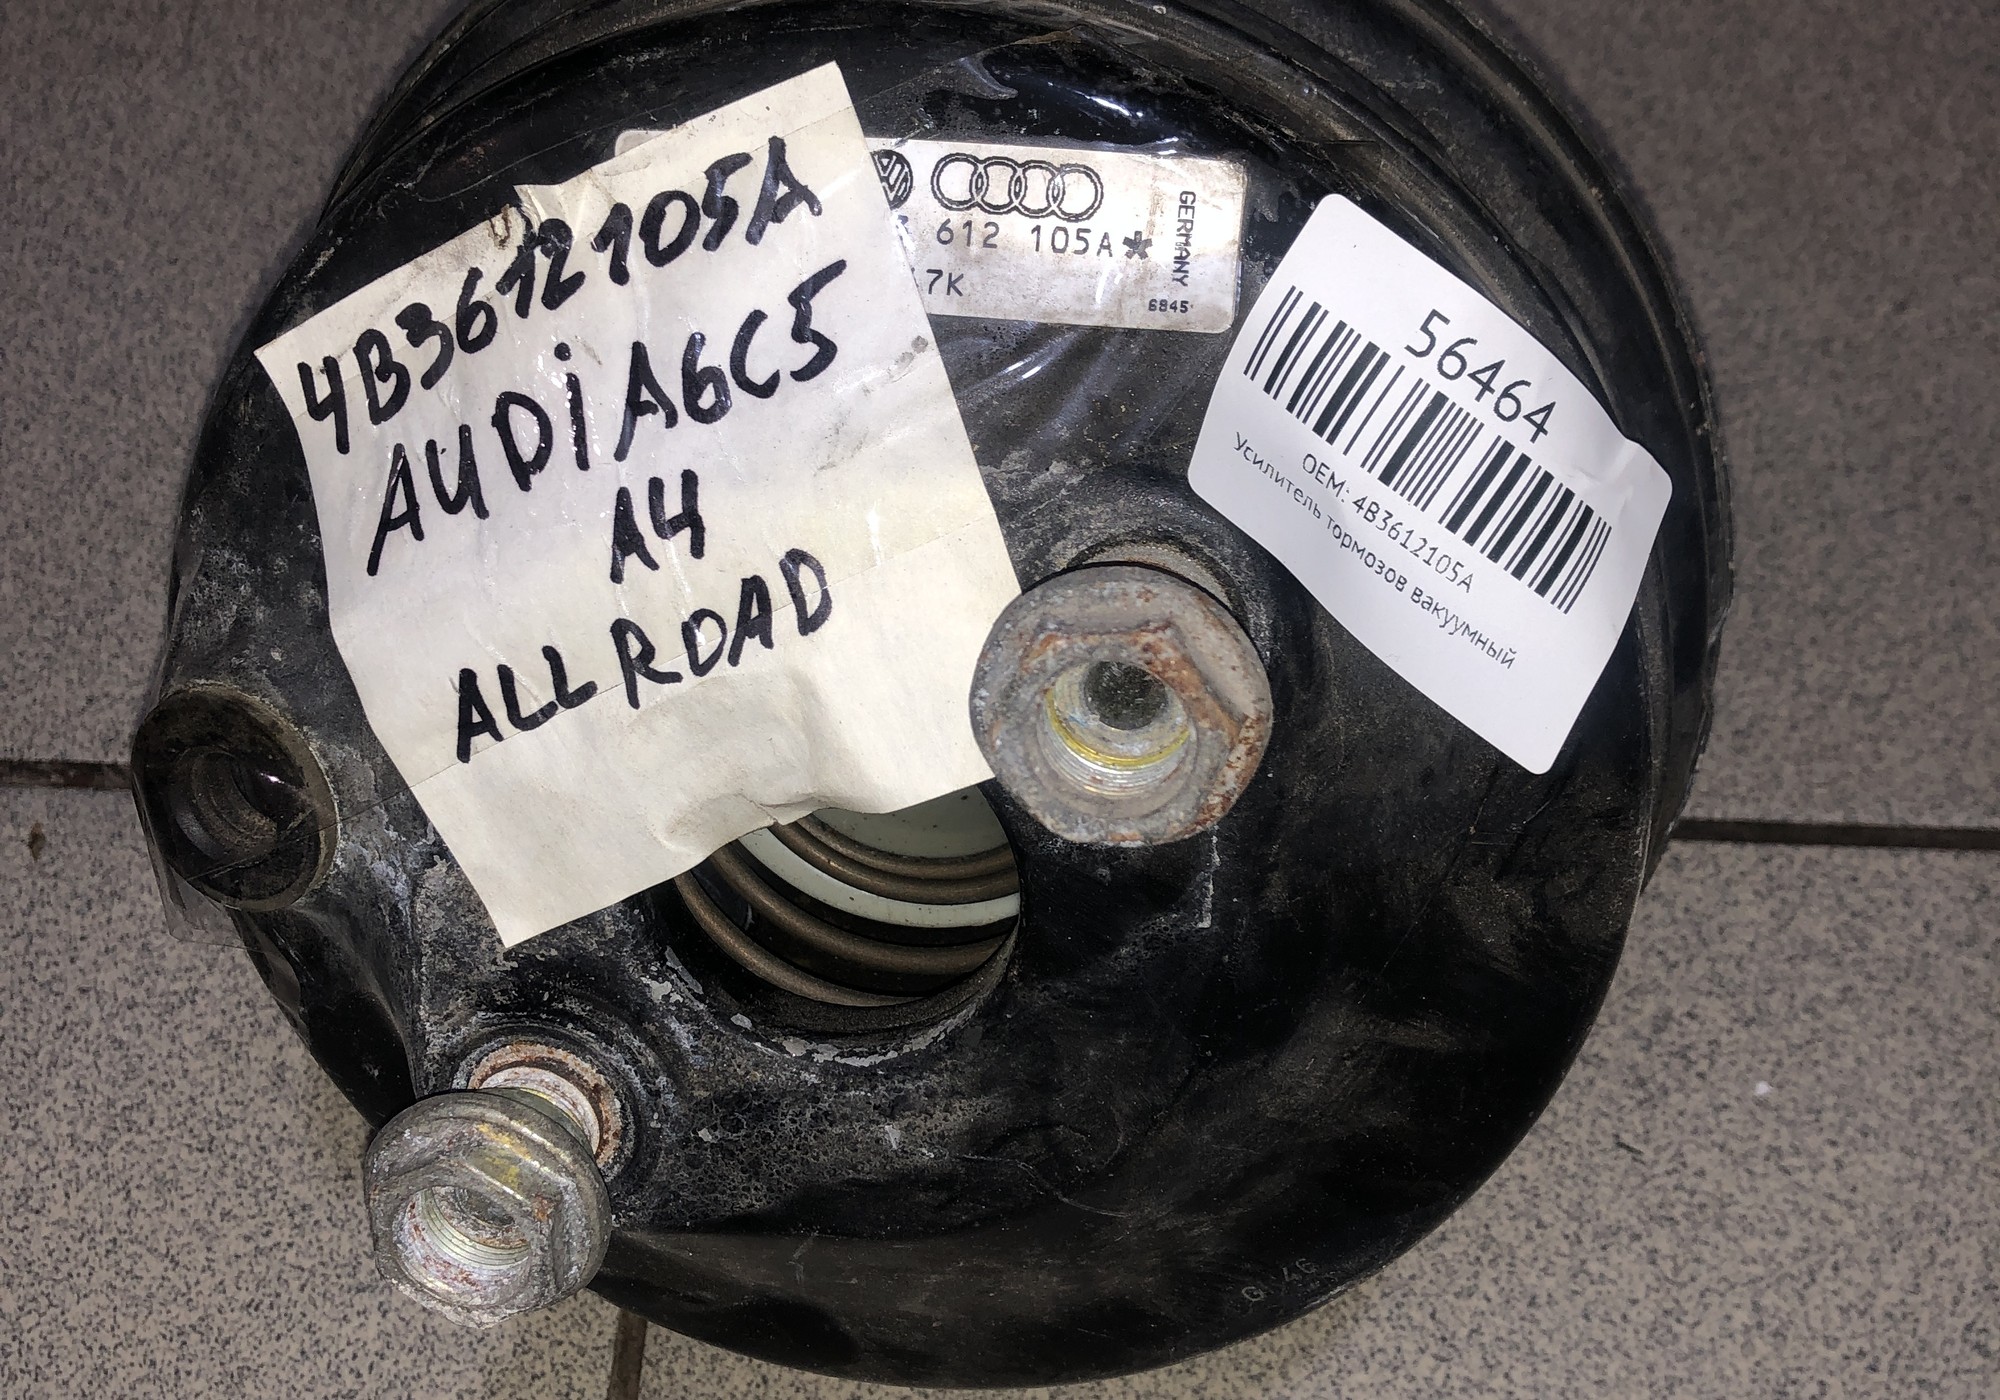 4B3612105A
AUDI A6C5
A4
ALLROAD
612 105A*
7K
GERMANY
6845
56464
OEM: 4B3612105A
Усилитель тормозов вакуумный